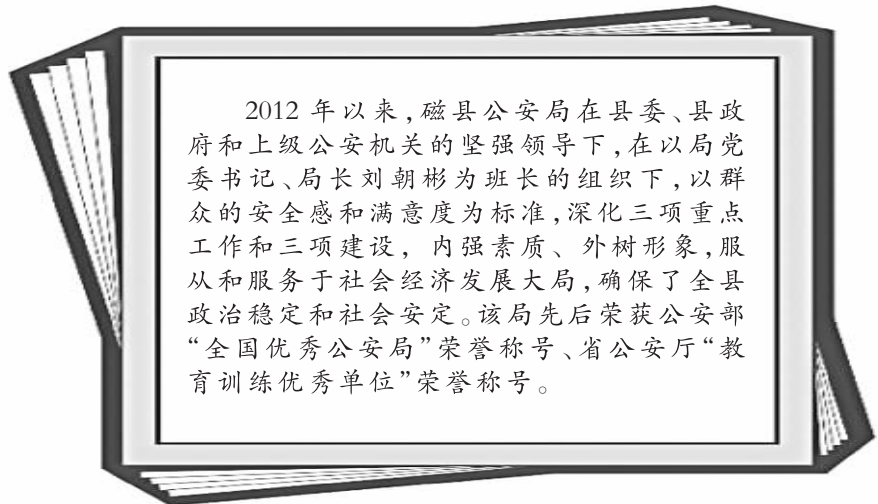 2012 年以来,磁县公安局在县委、县政
府和上级公安机关的坚强领导下,在以局党
委书记、局长刘朝彬为班长的组织下,以群
众的安全感和满意度为标准,深化三项重点
工作和三项建设，内强素质、外树形象,服
从和服务于社会经济发展大局,确保了全县
政治稳定和社会安定。该局先后荣获公安部
“全国优秀公安局”荣誉称号、省公安厅“教
育训练优秀单位”荣誉称号。